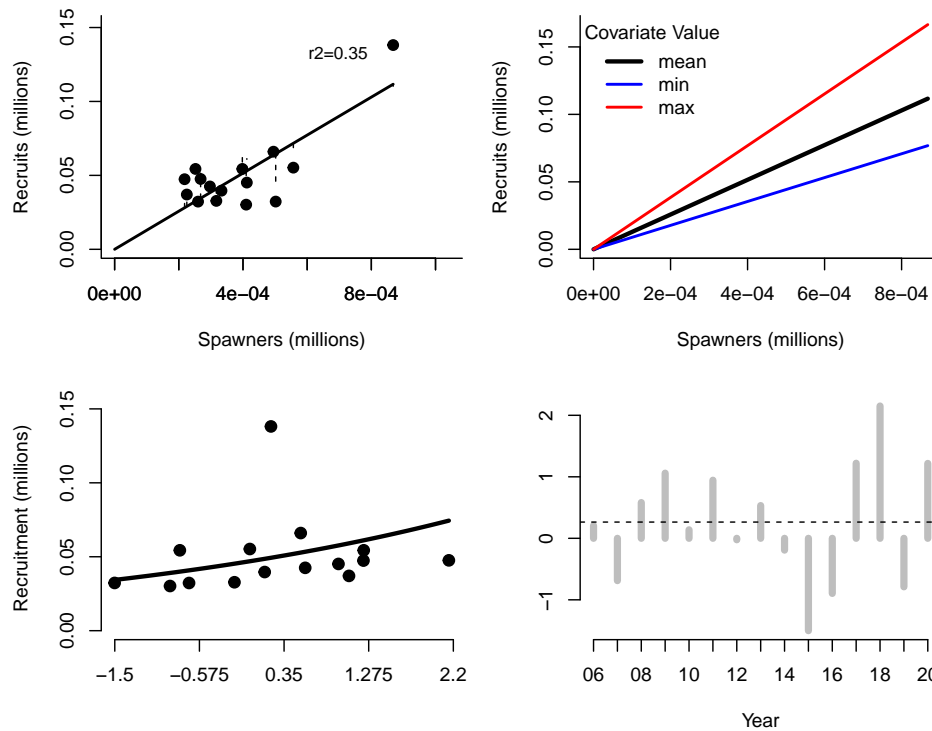 r2=0.35
Recruits (millions)
0.00 0.05 0.10 0.15
0e+00 4e−04 8e−04
Spawners (millions)
Covariate Value
mean
min
max
Recruits (millions)
0.00 0.05 0.10 0.15
0e+00 2e−04 4e−04 6e−04 8e−04
Spawners (millions)
Recruitment (millions)
0.00 0.05 0.10 0.15
−1.5 −0.575 0.35 1.275 2.2
−1 0 1 2
06 08 10 12 14 16 18 20
Year